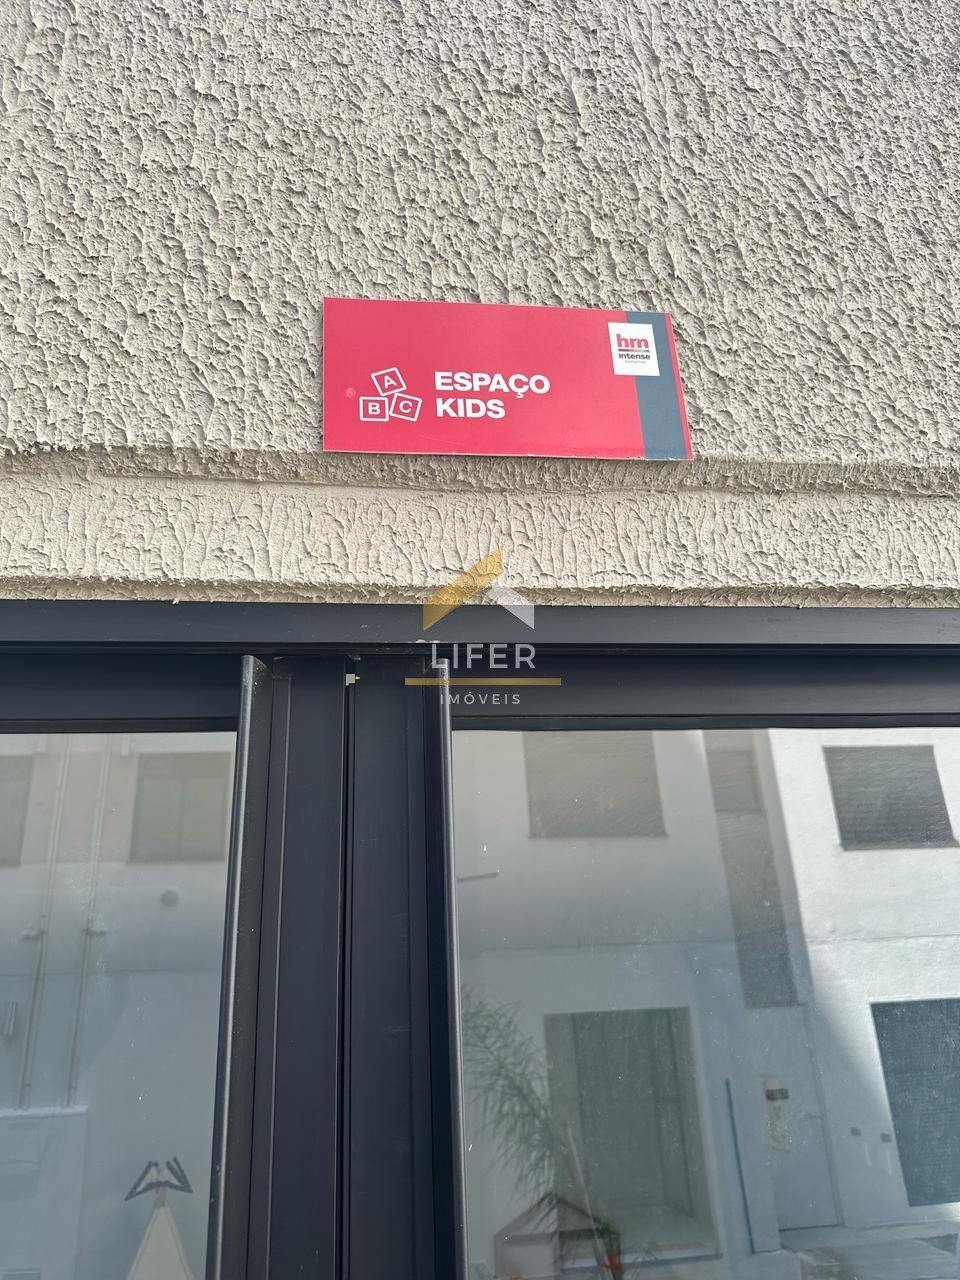 hm
intense
A
B C
ESPAÇO
KIDS
LIFER
IMÓVEIS